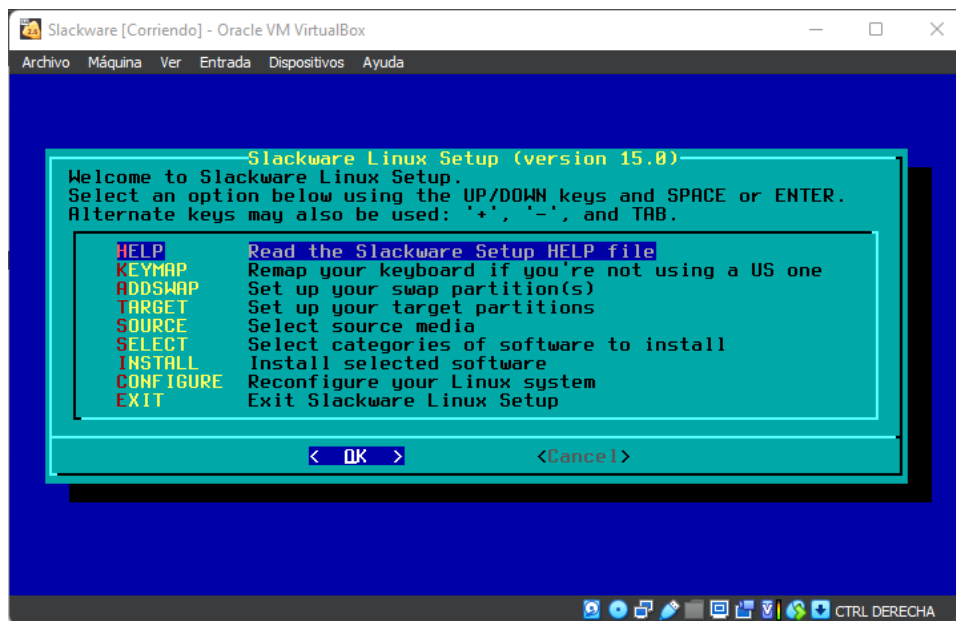 Slackware [Corriendo] - Oracle VM VirtualBox
Archivo Máquina Ver Entrada Dispositivos Ayuda
Slackware Linux Setup (version 15.0)
Welcome to Slackware Linux Setup.
Select an option below using the UP/DOWN keys and SPACE or ENTER.
Alternate keys may also be used: '+', '-', and TAB.
HELP Read the Slackware Setup HELP file
KEYMAP Remap your keyboard if you're not using a US one
ADDSWAP Set up your swap partition(s)
TARGET Set up your target partitions
SOURCE Select source media
SELECT Select categories of software to install
INSTALL Install selected software
CONFIGURE Reconfigure your Linux system
EXIT Exit Slackware Linux Setup
< OK > <Cancel>
CTRL DERECHA